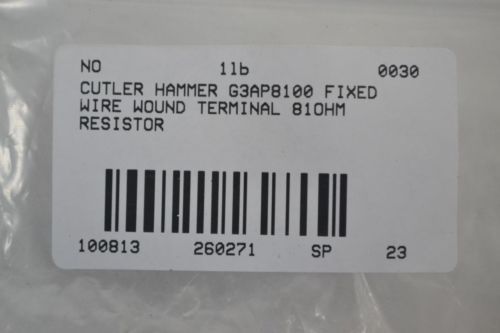 NO 1lb 0030
CUTLER HAMMER G3AP8100 FIXED
WIRE WOUND TERMINAL 81OHM
RESISTOR
100813 260271 SP 23